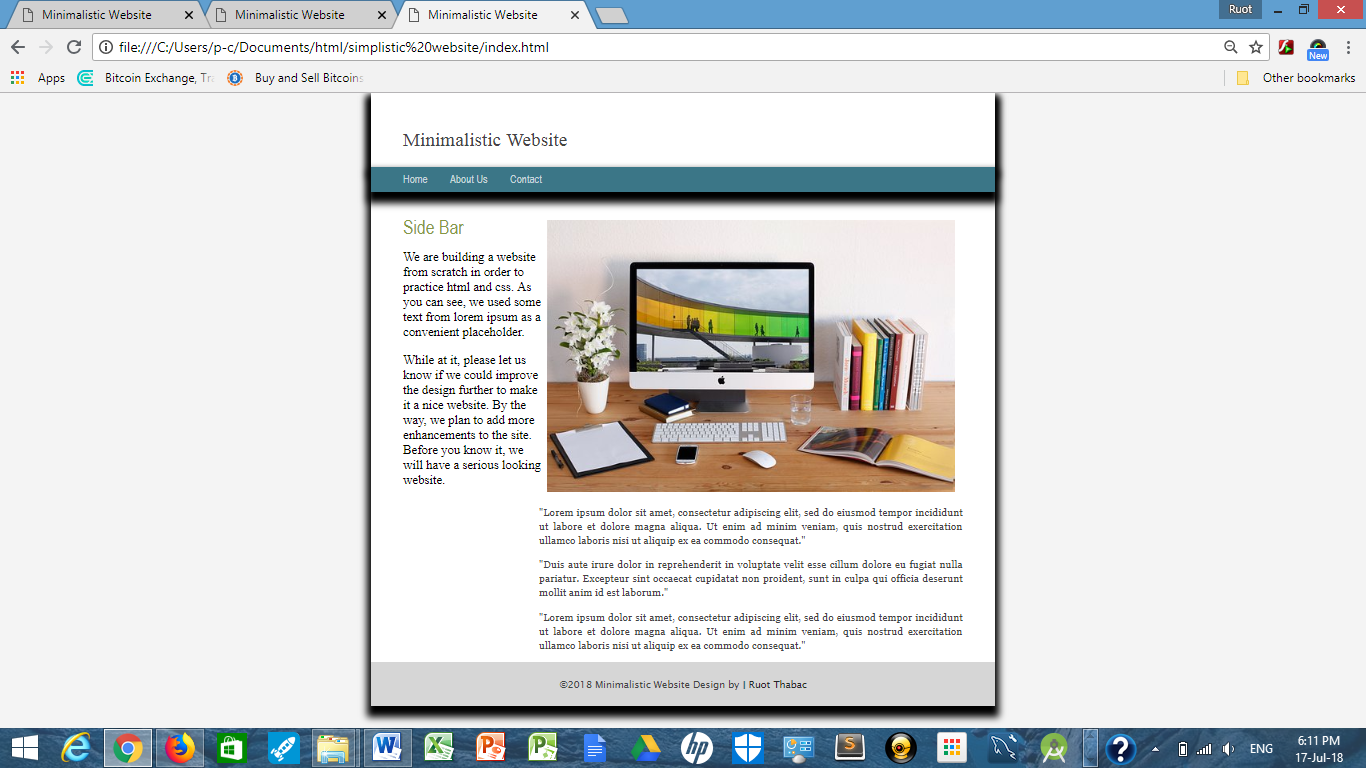 Minimalistic Website
Minimalistic Website
Minimalistic Website
Ruot
file:///C:/Users/p-c/Documents/html/simplistic%20website/index.html
New
Apps
Bitcoin Exchange, Tra
Buy and Sell Bitcoins
Other bookmarks
Minimalistic Website
Home About Us Contact
Side Bar
We are building a website
from scratch in order to
practice html and css. As
you can see, we used some
text from lorem ipsum as a
convenient placeholder.
While at it, please let us
know if we could improve
the design further to make
it a nice website. By the
way, we plan to add more
enhancements to the site.
Before you know it, we
will have a serious looking
website.
"Lorem ipsum dolor sit amet, consectetur adipiscing elit, sed do eiusmod tempor incididunt
ut labore et dolore magna aliqua. Ut enim ad minim veniam, quis nostrud exercitation
ullamco laboris nisi ut aliquip ex ea commodo consequat."
"Duis aute irure dolor in reprehenderit in voluptate velit esse cillum dolore eu fugiat nulla
pariatur. Excepteur sint occaecat cupidatat non proident, sunt in culpa qui officia deserunt
mollit anim id est laborum."
"Lorem ipsum dolor sit amet, consectetur adipiscing elit, sed do eiusmod tempor incididunt
ut labore et dolore magna aliqua. Ut enim ad minim veniam, quis nostrud exercitation
ullamco laboris nisi ut aliquip ex ea commodo consequat."
©2018 Minimalistic Website Design by | Ruot Thabac
ENG
6:11 PM
17-Jul-18